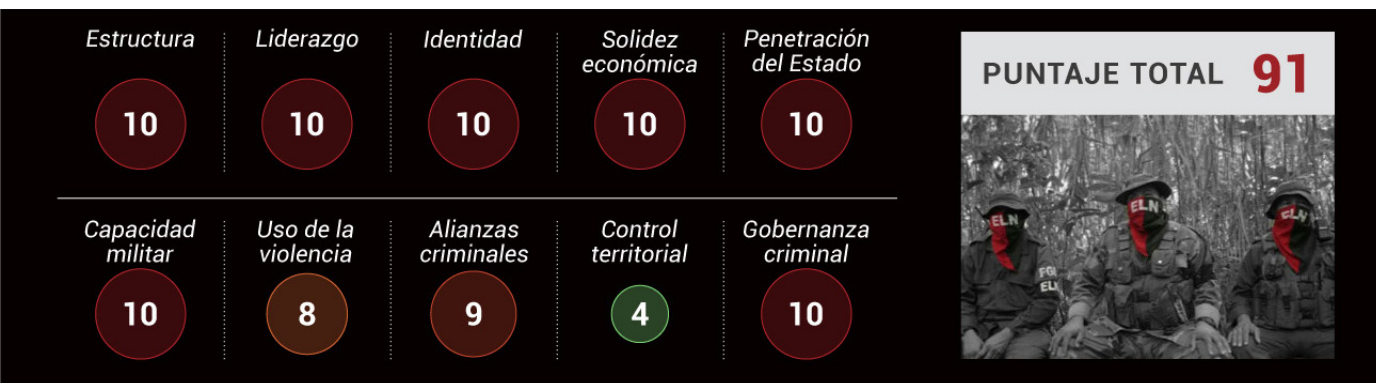 Estructura
Liderazgo
Identidad
Solidez
económica
Penetración
del Estado
10
10
10
10
10
Capacidad
militar
Uso de la
violencia
Alianzas
criminales
Control
territorial
Gobernanza
criminal
10
8
9
4
10
PUNTAJE TOTAL 91
ELN
ELN
ELN